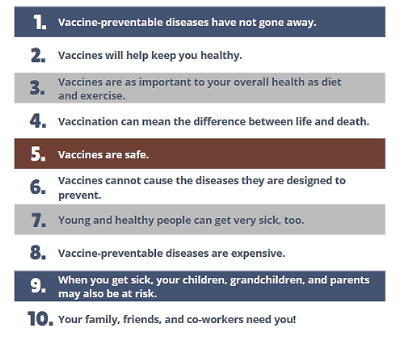 1. Vaccine-preventable diseases have not gone away.
2. Vaccines will help keep you healthy.
3. Vaccines are as important to your overall health as diet
and exercise.
4. Vaccination can mean the difference between life and death.
5. Vaccines are safe.
6. Vaccines cannot cause the diseases they are designed to
prevent.
7. Young and healthy people can get very sick, too.
8. Vaccine-preventable diseases are expensive.
9. When you get sick, your children, grandchildren, and parents
may also be at risk.
10. Your family, friends, and co-workers need you!